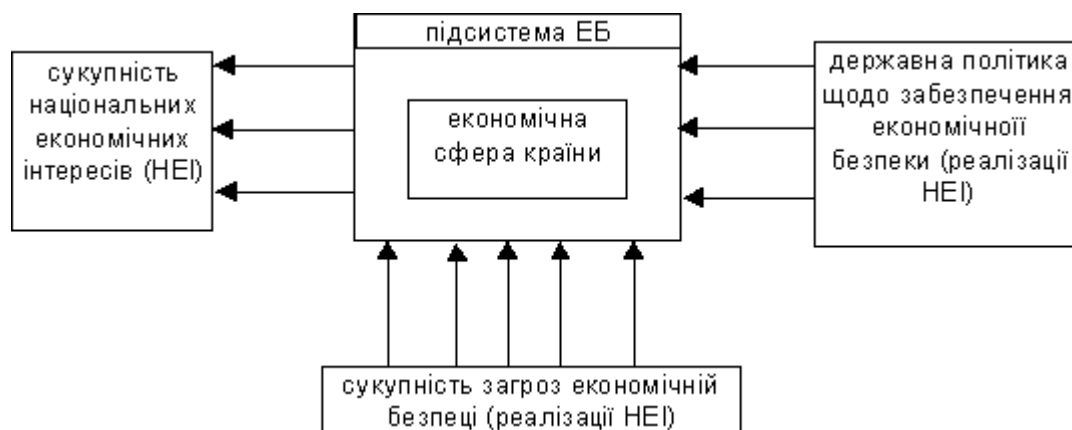 підсистема ЕБ
сукупність
національних
економічних
інтересів (НЕІ)
економічна
сфера країни
державна політика
щодо забезпечення
економічноїї
безпеки (реалізації
НЕІ)
сукупність загроз економічній
безпеці (реалізації НЕІ)